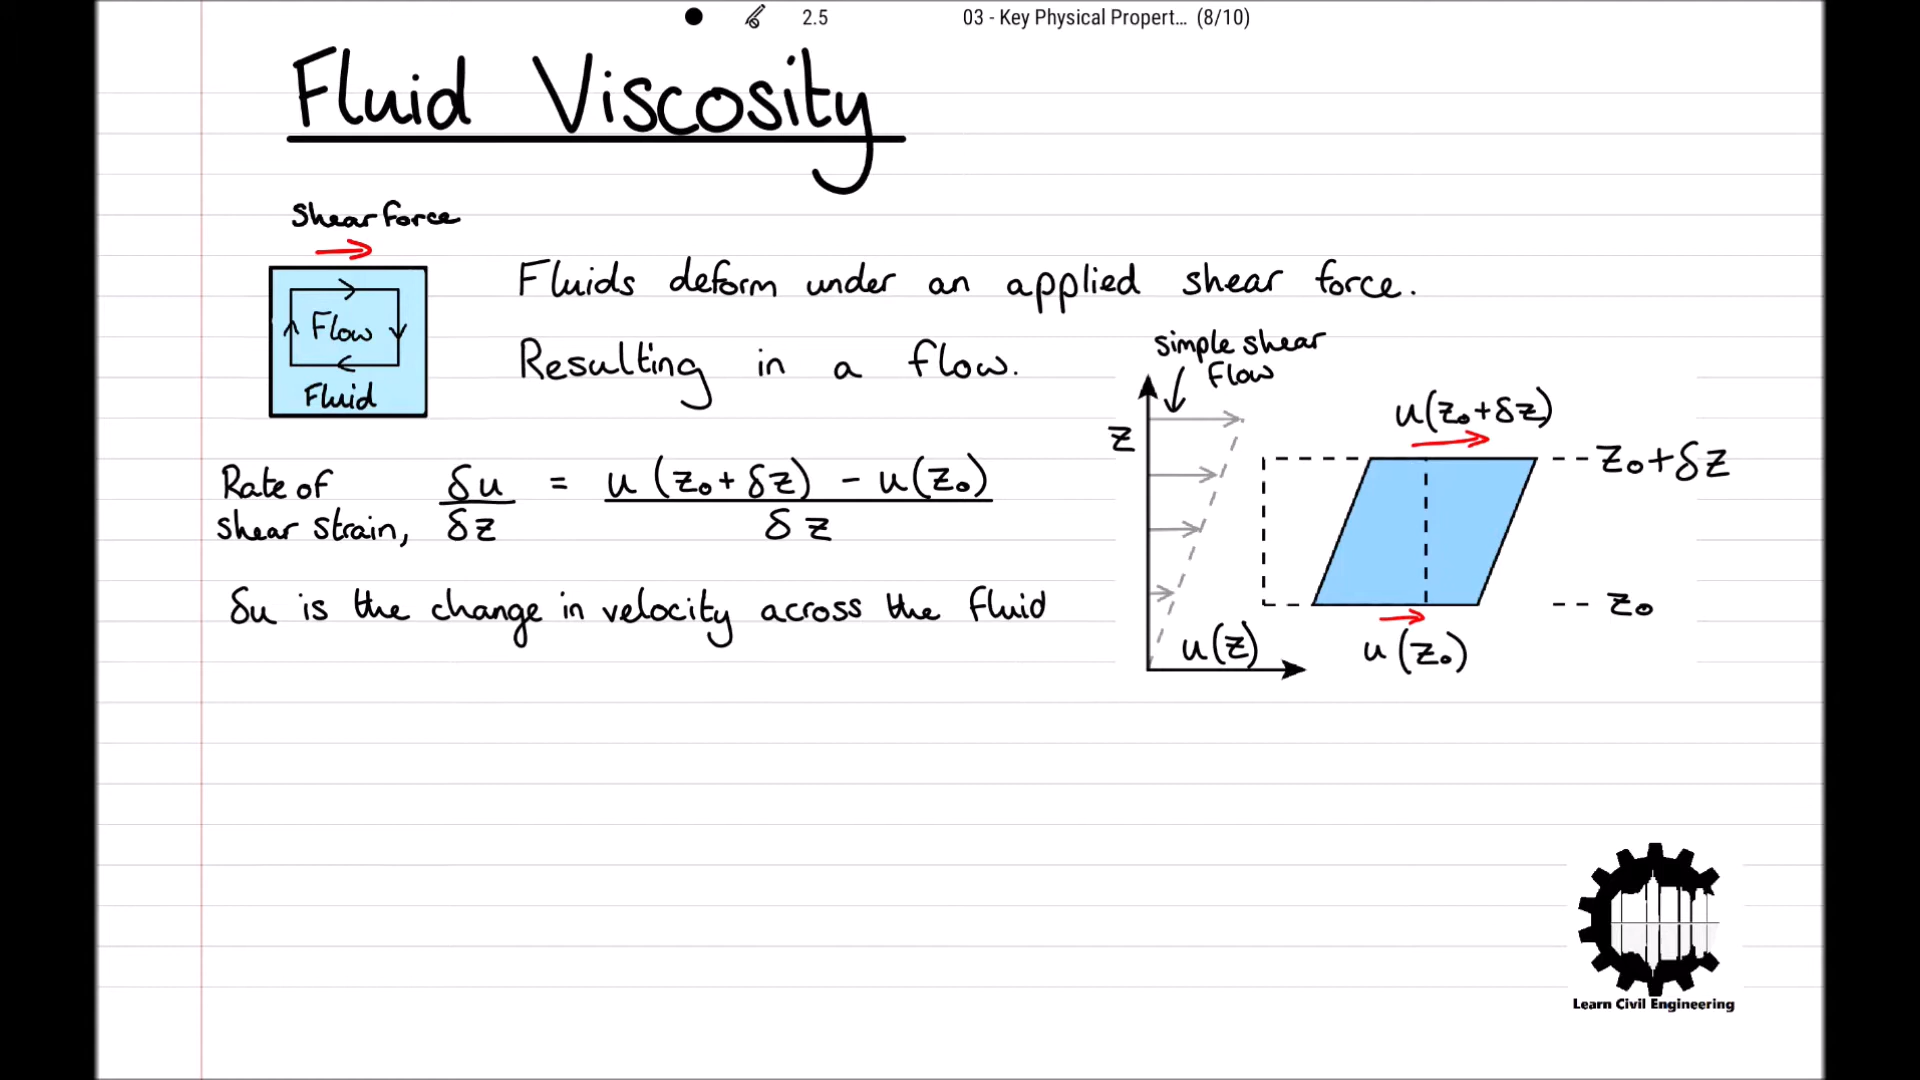 2.5
03 - Key Physical Propert... (8/10)
Fluid Viscosity
Shear force
Flow
Fluid
Fluids deform under an applied shear force.
Resulting in a flow.
Rate of
shear strain,
δu/δz = u(z₀+δz) - u(z₀)/δz
δu is the change in velocity across the fluid
simple shear
flow
z
u(z)
u(z₀+δz)
z₀+δz
z₀
u(z₀)
Learn Civil Engineering